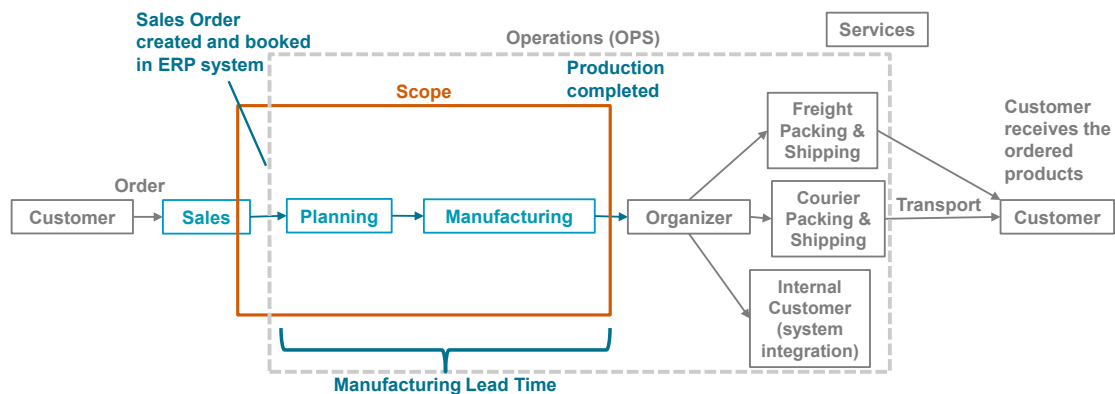 Sales Order
created and booked
in ERP system
Operations (OPS)
Services
Production
completed
Scope
Freight
Packing &
Shipping
Customer
receives the
ordered
products
Order
Customer
Sales
Planning
Manufacturing
Organizer
Courier
Packing &
Shipping
Transport
Customer
Internal
Customer
(system
integration)
Manufacturing Lead Time